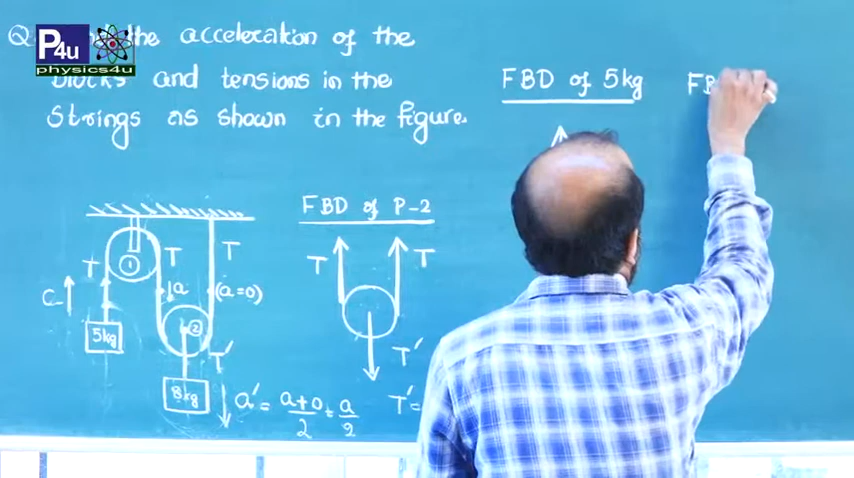 Q. the acceleration of the
blocks and tensions in the
strings as shown in the figure.
P4u
physics4u
FBD of 5kg
FB
FBD of P-2
T
T
T'
T'=
T
T
T
1
a
(a=0)
a
5kg
2
T'
8kg
a' = a+0/2 = a/2